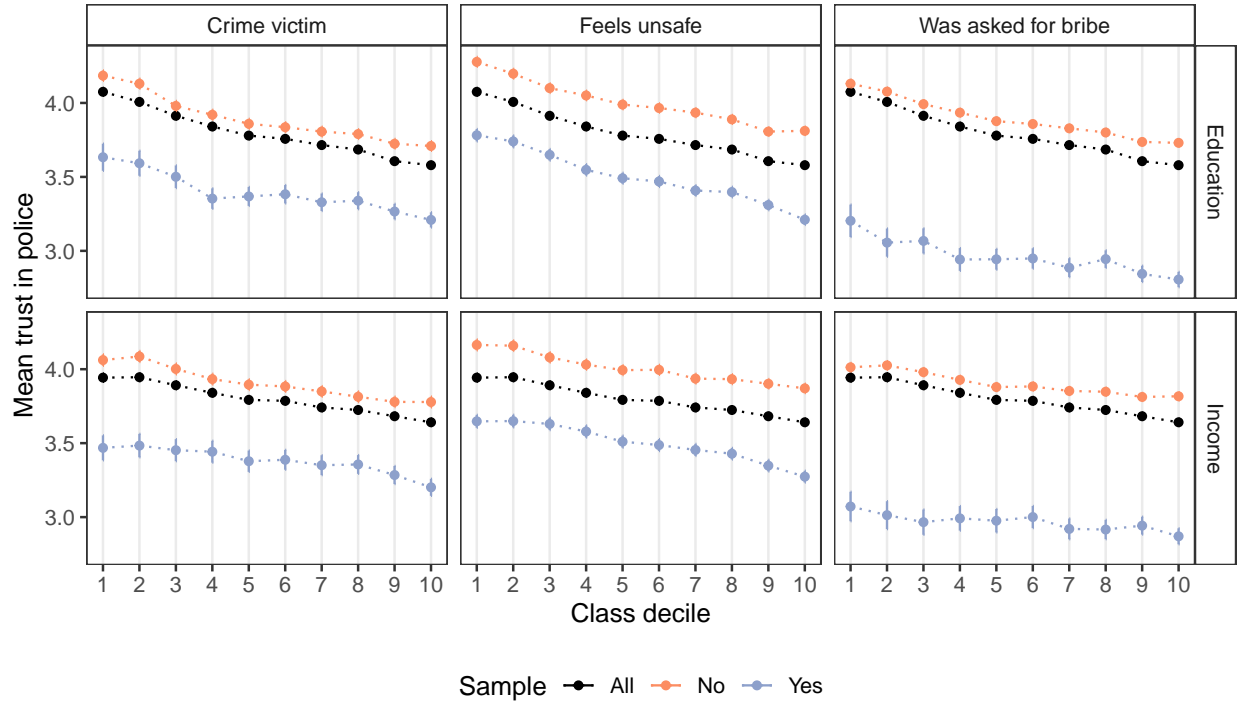 Crime victim
Feels unsafe
Was asked for bribe
Mean trust in police
4.0
3.5
3.0
Education
4.0
3.5
3.0
Income
1 2 3 4 5 6 7 8 9 10
1 2 3 4 5 6 7 8 9 10
1 2 3 4 5 6 7 8 9 10
Class decile
Sample All No Yes